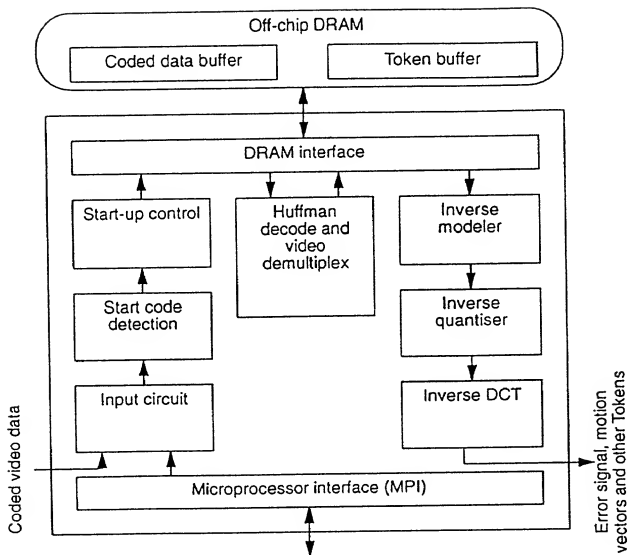 Off-chip DRAM
Coded data buffer
Token buffer
DRAM interface
Start-up control
Huffman
decode and
video
demultiplex
Inverse
modeler
Start code
detection
Inverse
quantiser
Input circuit
Inverse DCT
Coded video data
Microprocessor interface (MPI)
Error signal, motion
vectors and other Tokens